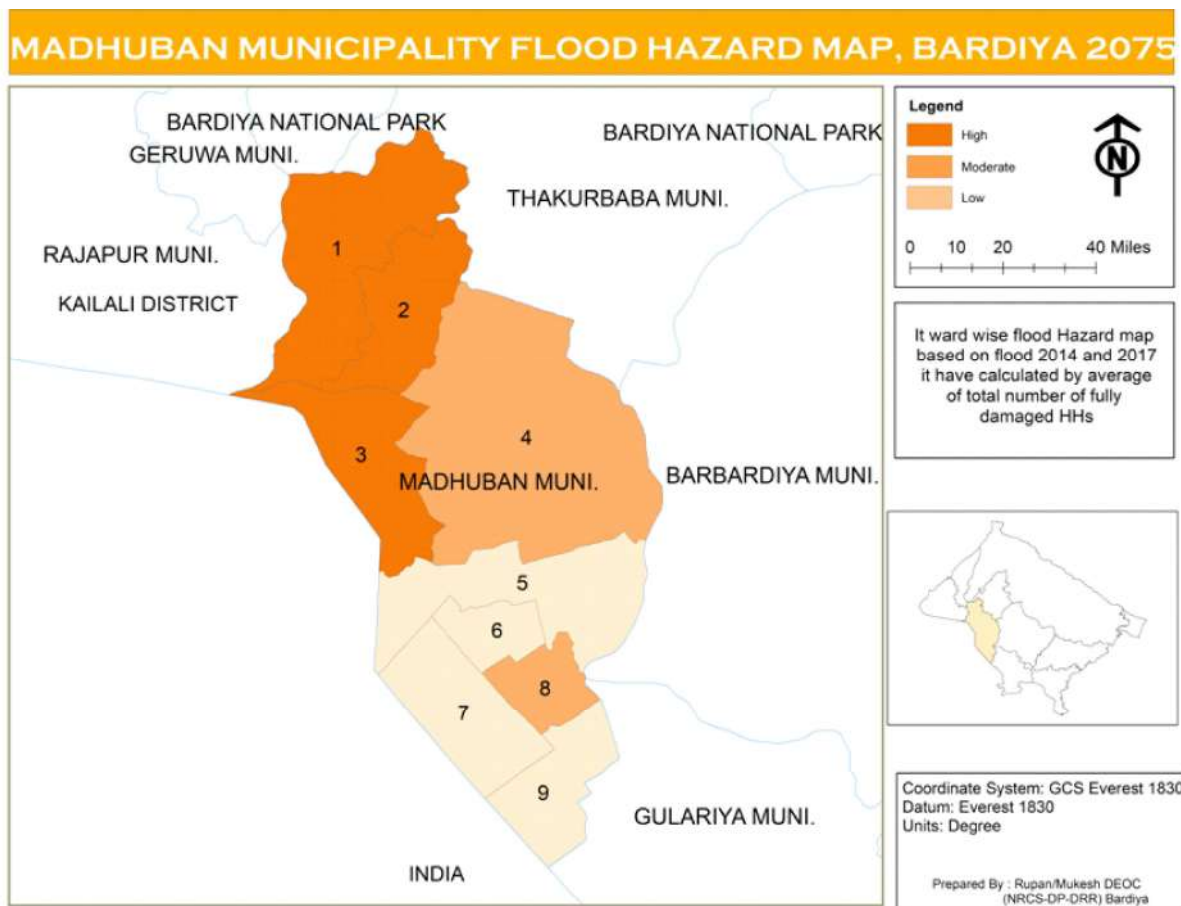 MADHUBAN MUNICIPALITY FLOOD HAZARD MAP, BARDIYA 2075
BARDIYA NATIONAL PARK
GERUWA MUNI.
BARDIYA NATIONAL PARK
THAKURBABA MUNI.
RAJAPUR MUNI.
KAILALI DISTRICT
1
2
3
4
MADHUBAN MUNI.
BARBARDIYA MUNI.
5
6
7
8
9
GULARIYA MUNI.
INDIA
Legend
High
Moderate
Low
N
0 10 20 40 Miles
It ward wise flood Hazard map
based on flood 2014 and 2017
it have calculated by average
of total number of fully
damaged HHs
Coordinate System: GCS Everest 1830
Datum: Everest 1830
Units: Degree
Prepared By : Rupan/Mukesh DEOC
(NRCS-DP-DRR) Bardiya